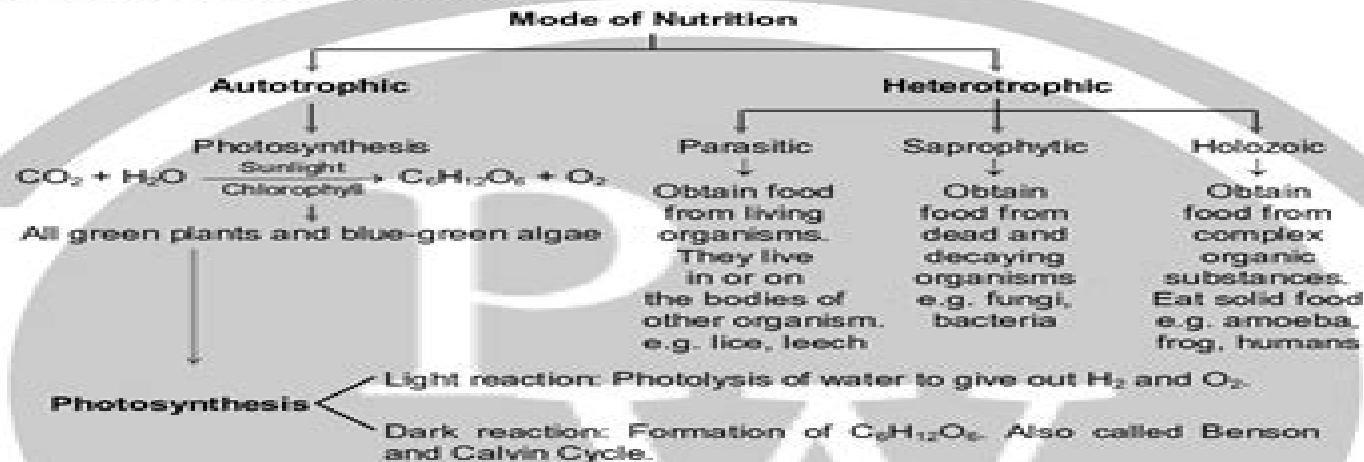 Mode of Nutrition
Autotrophic
Heterotrophic
Photosynthesis
CO₂ + H₂O Sunlight Chlorophyll C₆H₁₂O₆ + O₂
All green plants and blue-green algae
Parasitic
Obtain food
from living
organisms.
They live
in or on
the bodies of
other organism.
e.g. lice, leech
Saprophytic
Obtain
food from
dead and
decaying
organisms
e.g. fungi,
bacteria
Holozoic
Obtain
food from
complex
organic
substances.
Eat solid food
e.g. amoeba,
frog, humans
Photosynthesis
Light reaction: Photolysis of water to give out H₂ and O₂.
Dark reaction: Formation of C₆H₁₂O₆. Also called Benson
and Calvin Cycle.